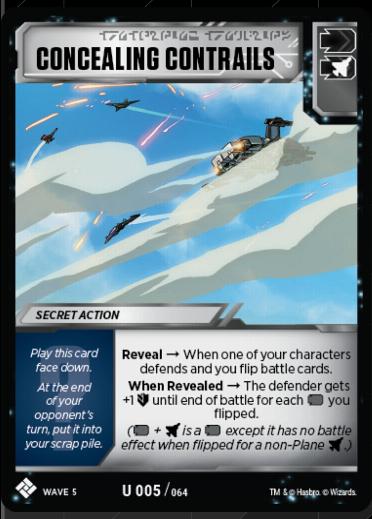 CONCEALING CONTRAILS
SECRET ACTION
Play this card
face down.
At the end
of your
opponent's
turn, put it into
your scrap pile.
Reveal → When one of your characters
defends and you flip battle cards.
When Revealed → The defender gets
+1 until end of battle for each you
flipped.
( + is a except it has no battle
effect when flipped for a non-Plane .)
WAVE 5
U 005/064
TM & © Hasbro. © Wizards.